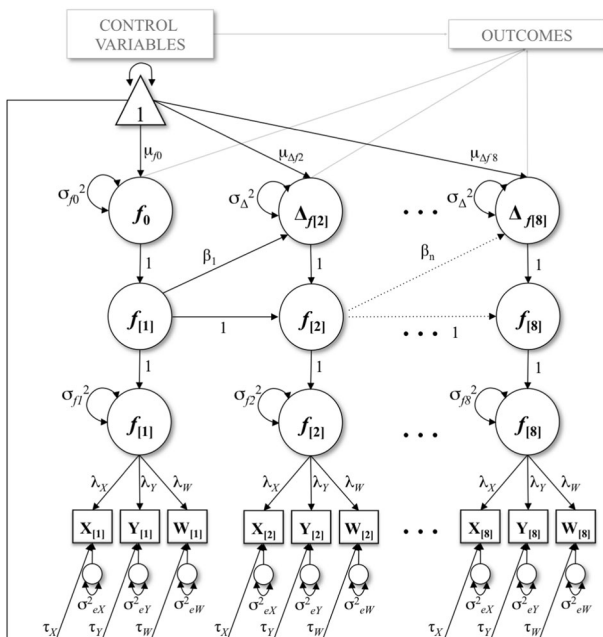 CONTROL
VARIABLES
OUTCOMES
1
μf0
μΔf2
μΔf8
σf0²
f0
σΔ²
Δf[2]
• • •
σΔ²
Δf[8]
1
β1
1
βn
1
f[1]
1
f[2]
• • •
1
f[8]
1
1
1
σf1²
f[1]
σf2²
f[2]
• • •
σf8²
f[8]
λX λY λW
λX λY λW
λX λY λW
X[1] Y[1] W[1]
X[2] Y[2] W[2]
• • •
X[8] Y[8] W[8]
σ²eX σ²eY σ²eW
σ²eX σ²eY σ²eW
σ²eX σ²eY σ²eW
τX τY τW
τX τY τW
τX τY τW